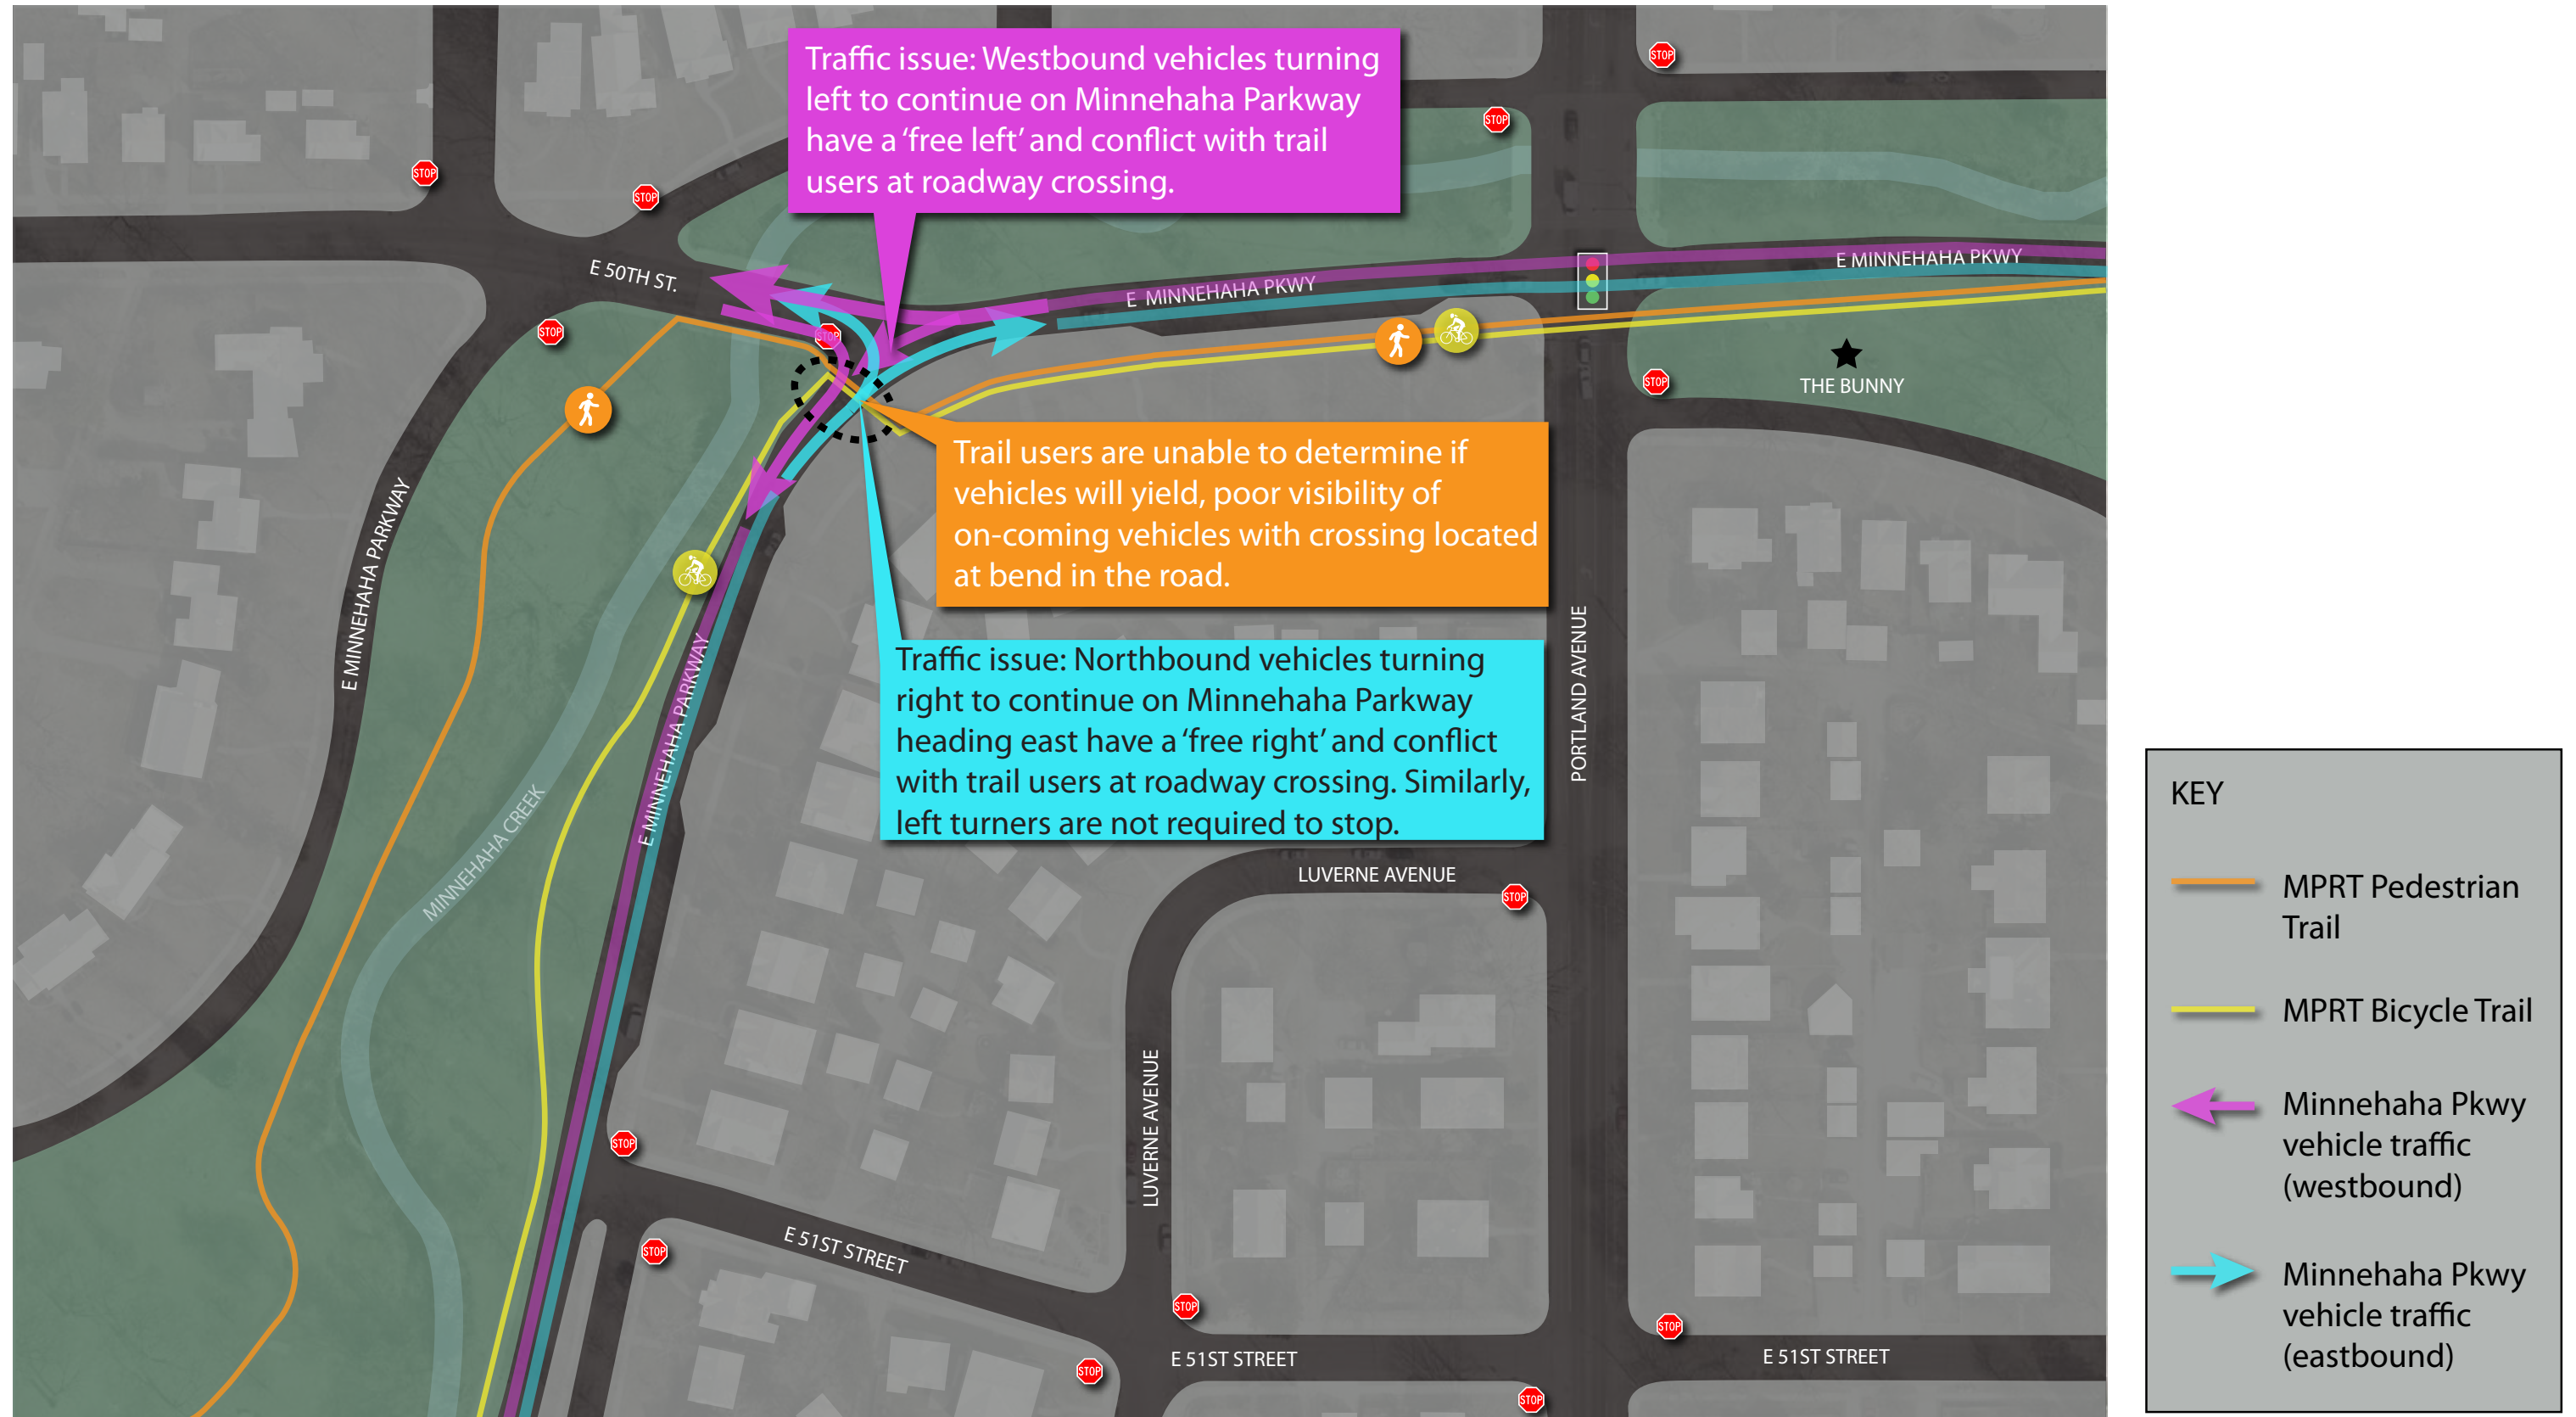 Traffic issue: Westbound vehicles turning
left to continue on Minnehaha Parkway
have a ‘free left’ and conflict with trail
users at roadway crossing.
STOP
STOP
STOP
STOP
E 50TH ST.
E MINNEHAHA PKWY
E MINNEHAHA PKWY
STOP
STOP
STOP
THE BUNNY
Trail users are unable to determine if
vehicles will yield, poor visibility of
on-coming vehicles with crossing located
at bend in the road.
E MINNEHAHA PARKWAY
E MINNEHAHA PARKWAY
MINNEHAHA CREEK
PORTLAND AVENUE
Traffic issue: Northbound vehicles turning
right to continue on Minnehaha Parkway
heading east have a ‘free right’ and conflict
with trail users at roadway crossing. Similarly,
left turners are not required to stop.
LUVERNE AVENUE
STOP
LUVERNE AVENUE
STOP
STOP
E 51ST STREET
STOP
STOP
STOP
E 51ST STREET
E 51ST STREET
STOP
KEY
MPRT Pedestrian
Trail
MPRT Bicycle Trail
Minnehaha Pkwy
vehicle traffic
(westbound)
Minnehaha Pkwy
vehicle traffic
(eastbound)